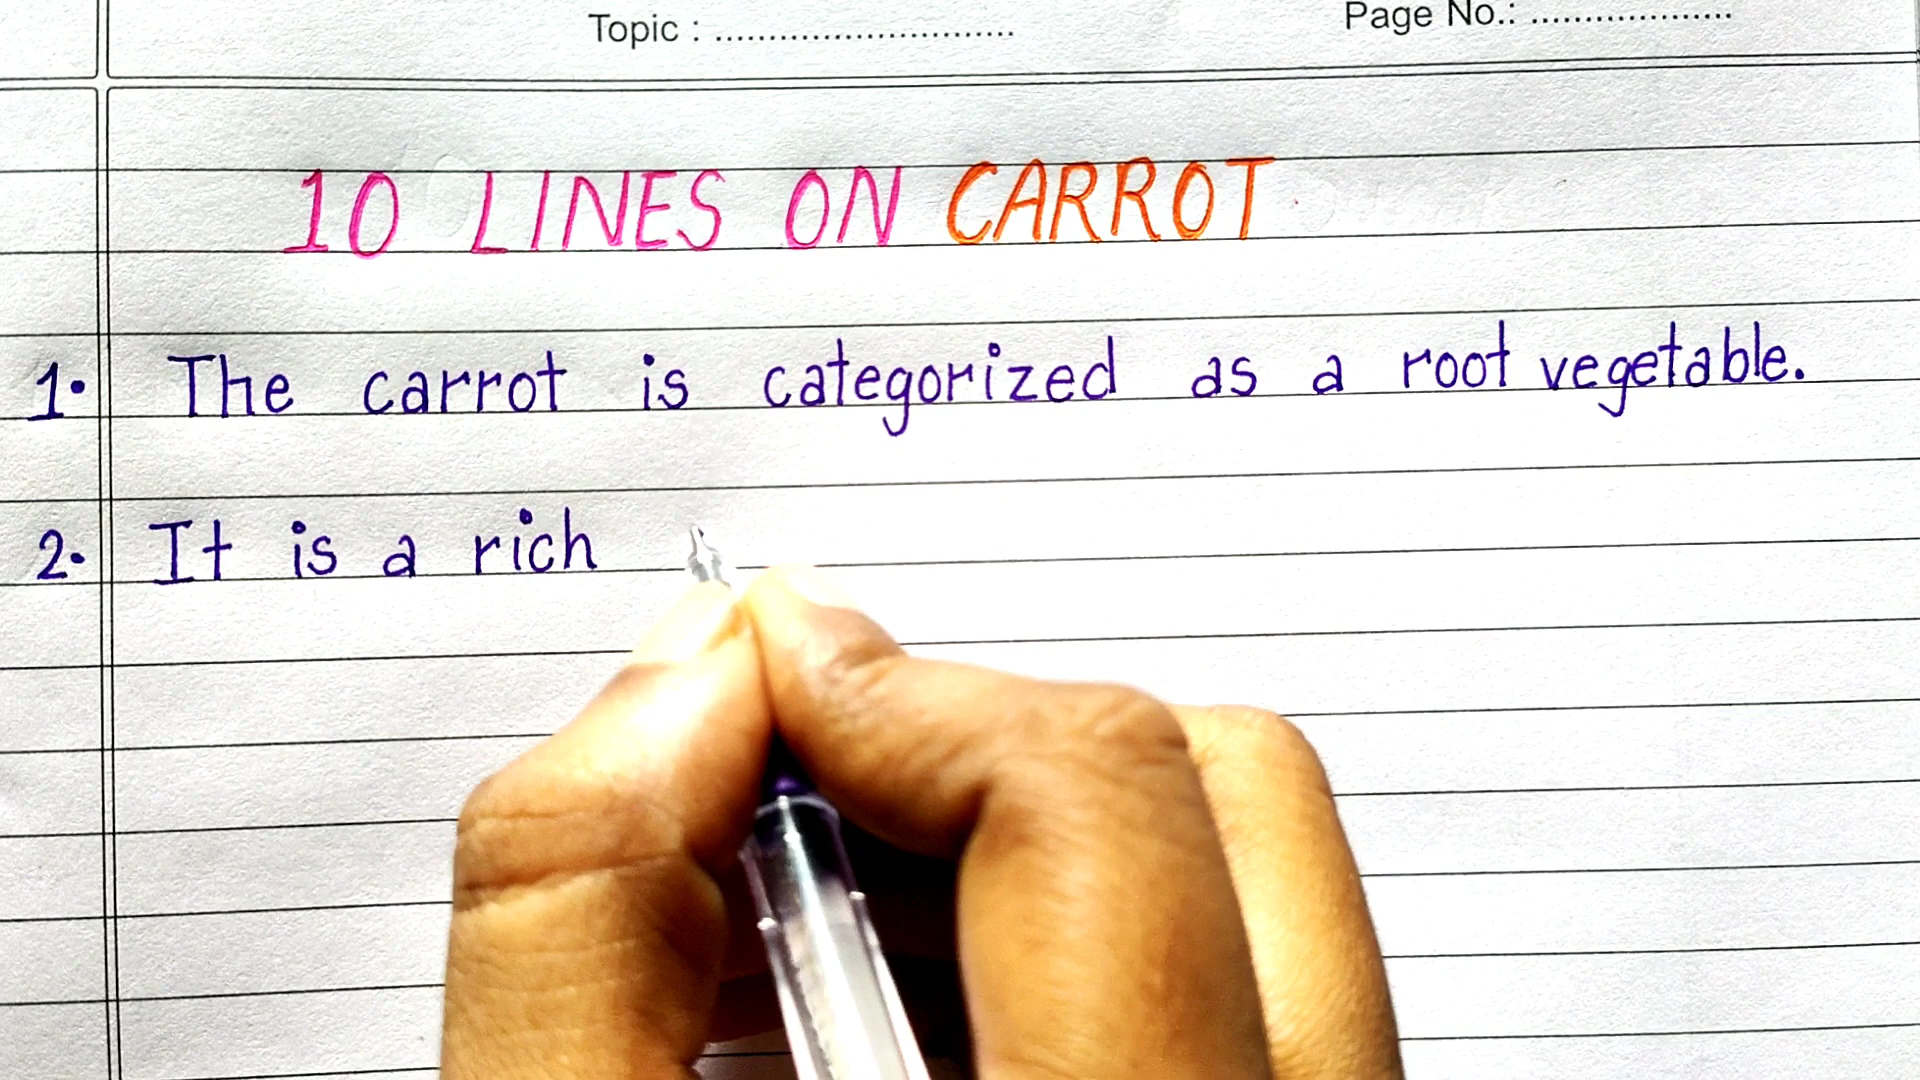 Topic : ............................ Page No.: ...................
10 LINES ON CARROT
1. The carrot is categorized as a root vegetable.
2. It is a rich